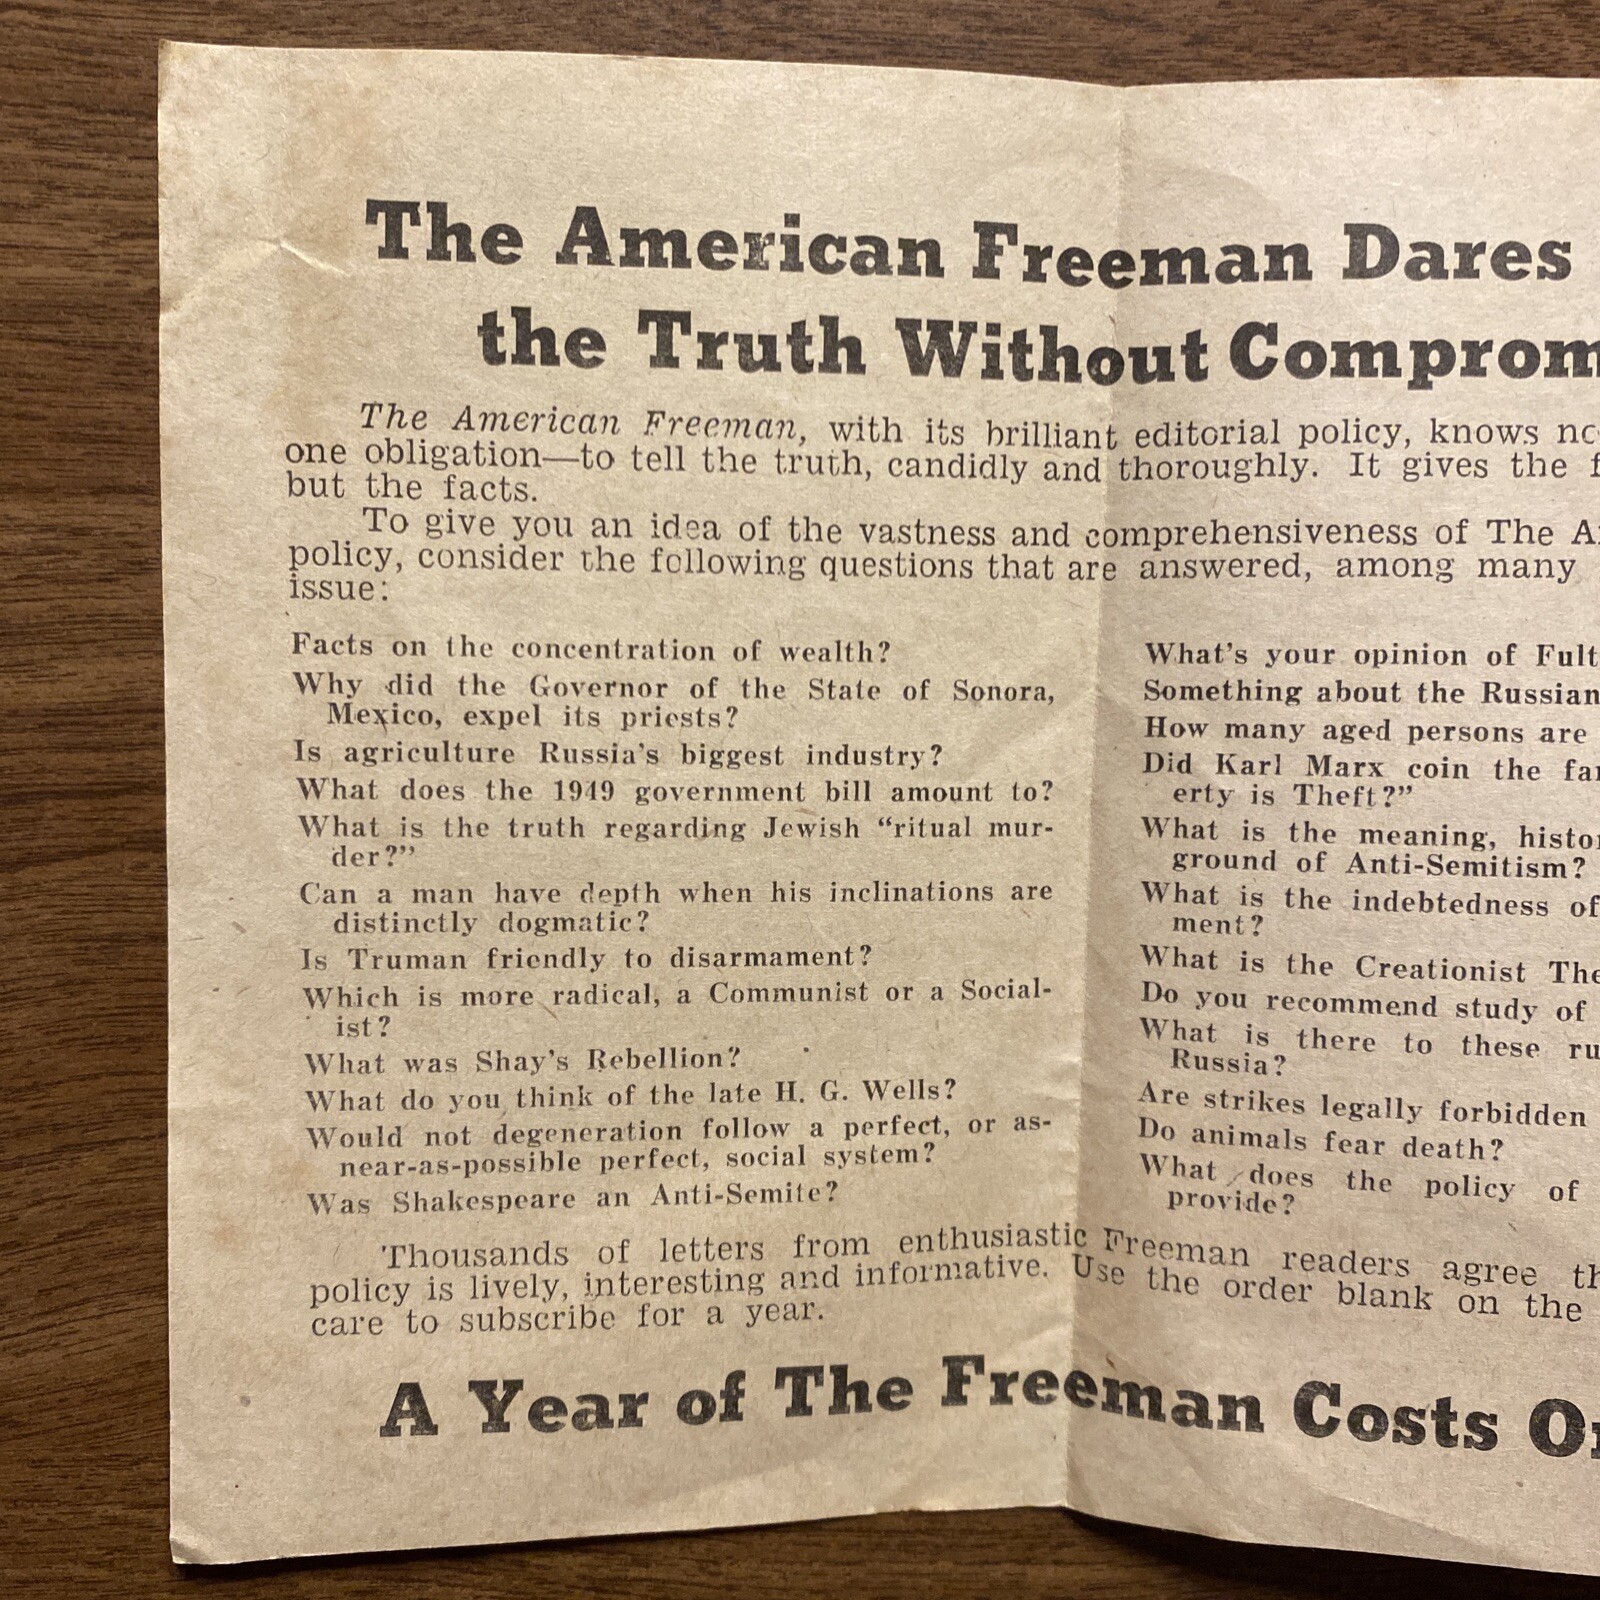 The American Freeman Dares
the Truth Without Comprom
The American Freeman, with its brilliant editorial policy, knows
one obligation—to tell the truth, candidly and thoroughly. It gives the
but the facts.
To give you an idea of the vastness and comprehensiveness of The
policy, consider the following questions that are answered, among many
issue:
Facts on the concentration of wealth?
Why did the Governor of the State of Sonora,
Mexico, expel its priests?
Is agriculture Russia's biggest industry?
What does the 1949 government bill amount to?
What is the truth regarding Jewish "ritual mur-
der?"
Can a man have depth when his inclinations are
distinctly dogmatic?
Is Truman friendly to disarmament?
Which is more radical, a Communist or a Social-
ist?
What was Shay's Rebellion?
What do you think of the late H. G. Wells?
Would not degeneration follow a perfect, or as-
near-as-possible perfect, social system?
Was Shakespeare an Anti-Semite?
What's your opinion of Fult
Something about the Russian
How many aged persons are
Did Karl Marx coin the
erty is Theft?"
What is the meaning, histor
ground of Anti-Semitism?
What is the indebtedness of
ment?
What is the Creationist The
Do you recommend study of
What is there to these ru
Russia?
Are strikes legally forbidden
Do animals fear death?
What does the policy of
provide?
Thousands of letters from enthusiastic Freeman readers agree th
policy is lively, interesting and informative. Use the order blank on the
care to subscribe for a year.
A Year of The Freeman Costs